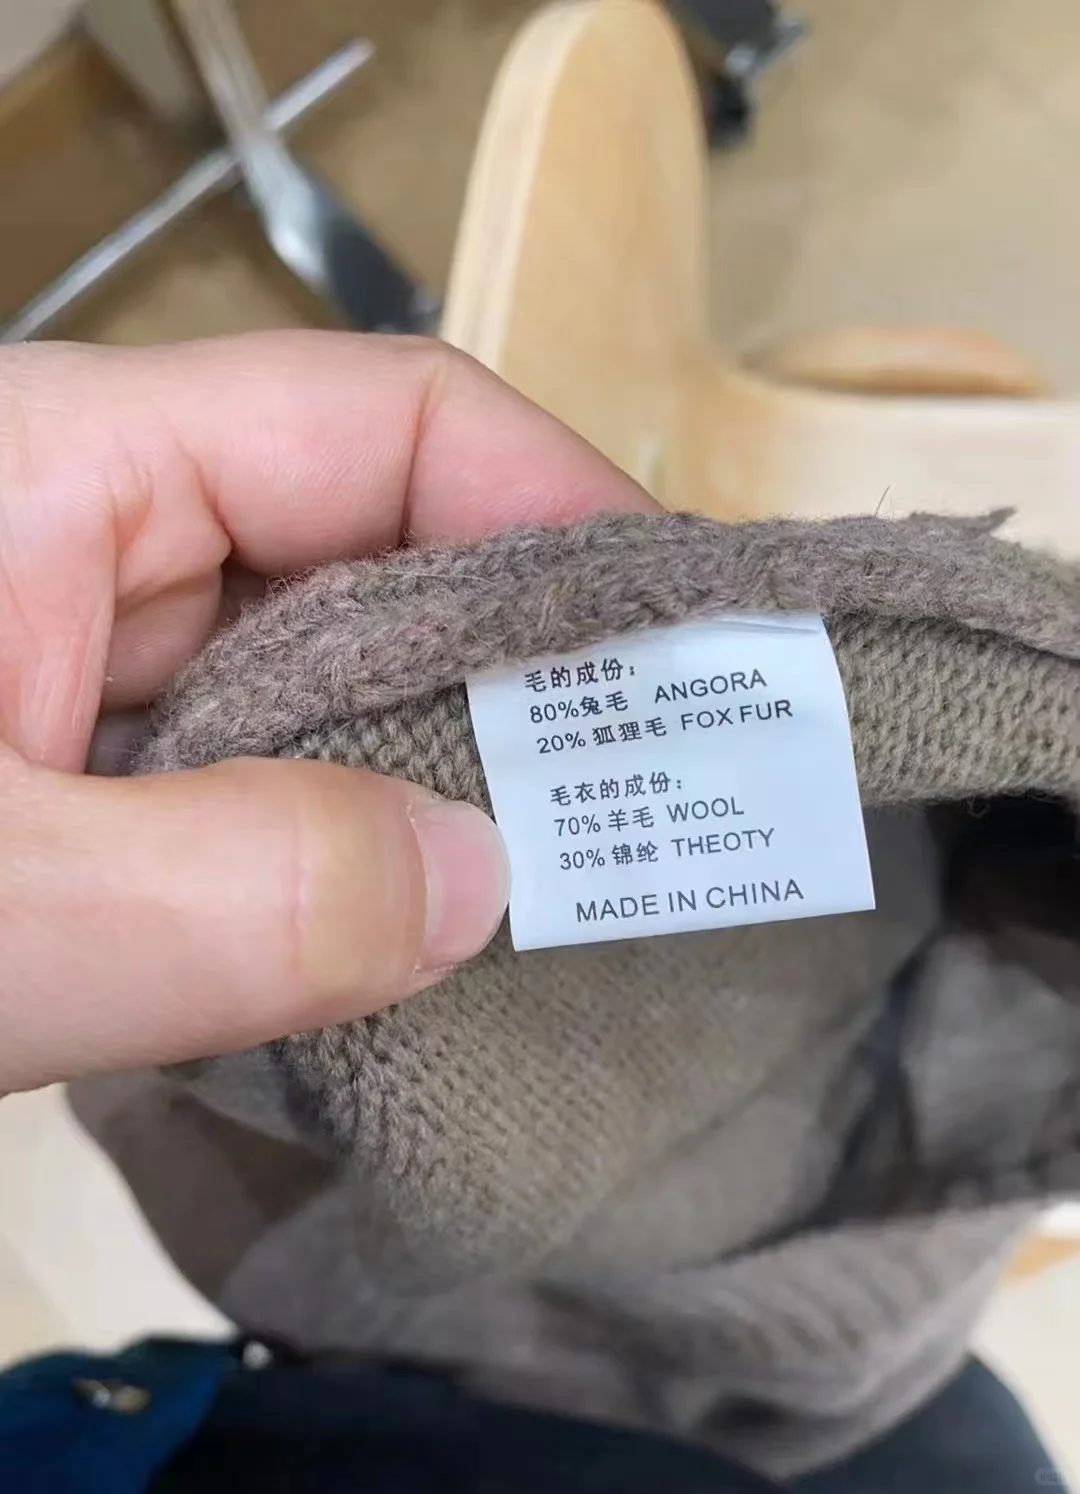 毛的成份：
80%兔毛 ANGORA
20%狐狸毛 FOX FUR
毛衣的成份：
70%羊毛 WOOL
30%锦纶 THEOTY
MADE IN CHINA